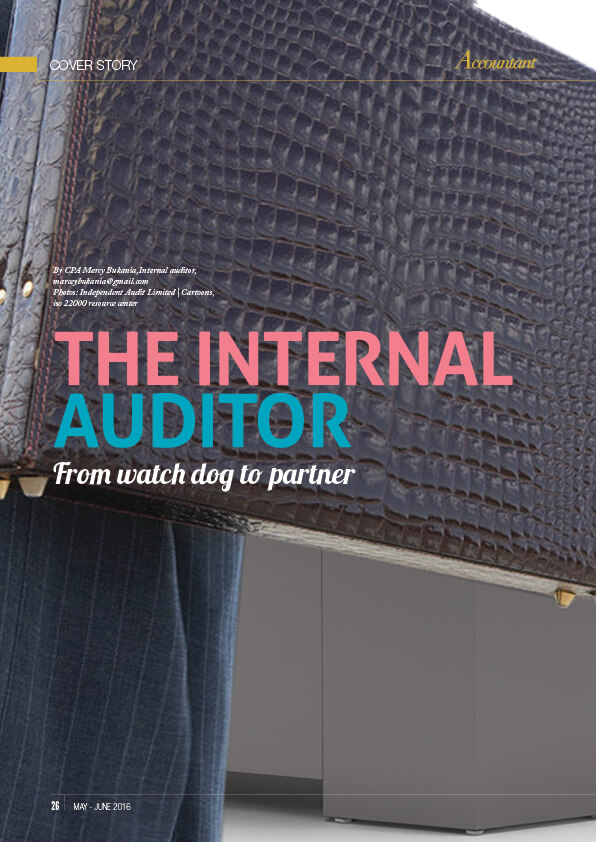 COVER STORY
Accountant
By CPA Mercy Bukania,Internal auditor,
marcezbukania@gmail.com
Photos: Independent Audit Limited | Cartoons,
iso 22000 resource center
THE INTERNAL
AUDITOR
From watch dog to partner
26 MAY - JUNE 2016